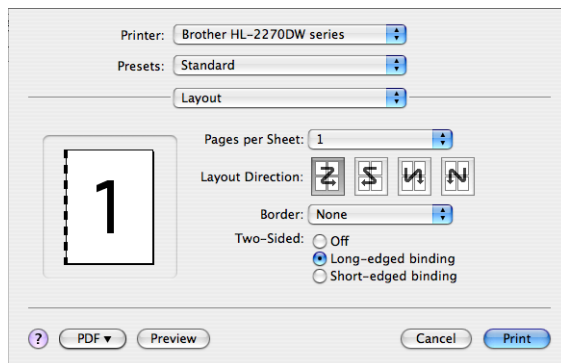 Printer: Brother HL-2270DW series
Presets: Standard
Layout
Pages per Sheet: 1
Layout Direction:
Border: None
Two-Sided: Off
Long-edged binding
Short-edged binding
1
? PDF▼ Preview Cancel Print